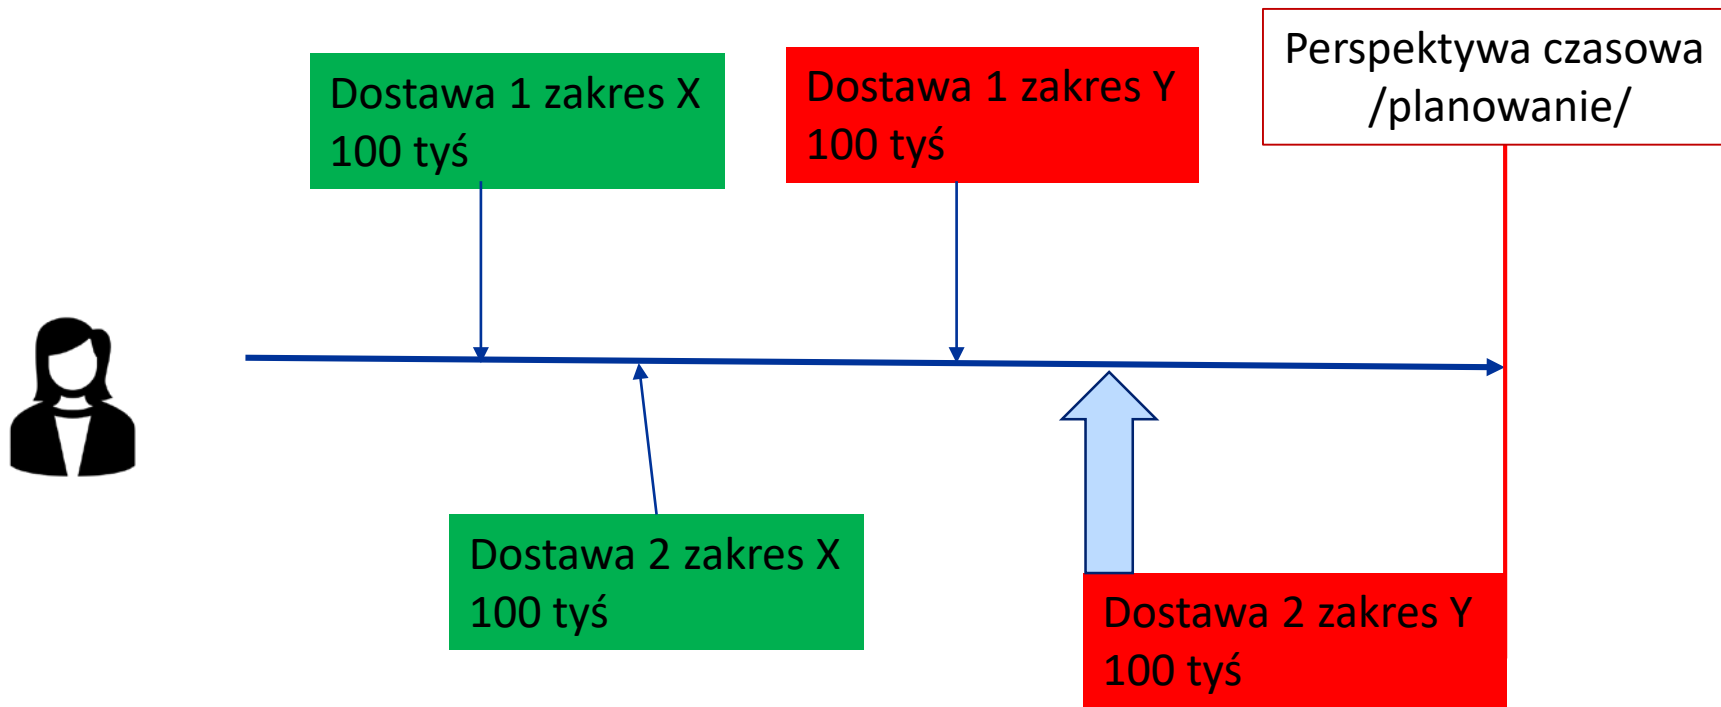 Dostawa 1 zakres X
100 tyś
Dostawa 1 zakres Y
100 tyś
Perspektywa czasowa
/planowanie/
Dostawa 2 zakres X
100 tyś
Dostawa 2 zakres Y
100 tyś